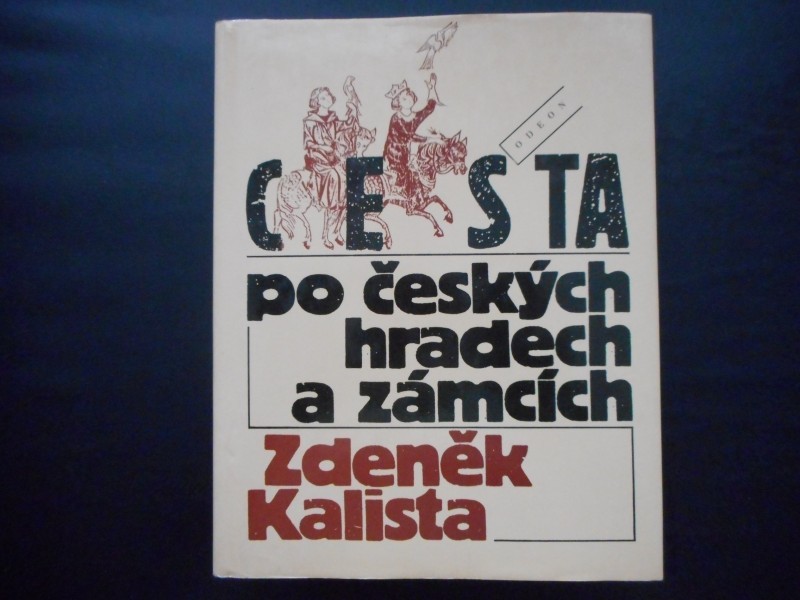 ODEON
CESTA
po českých
hradech
a zámcích
Zdeněk
Kalista